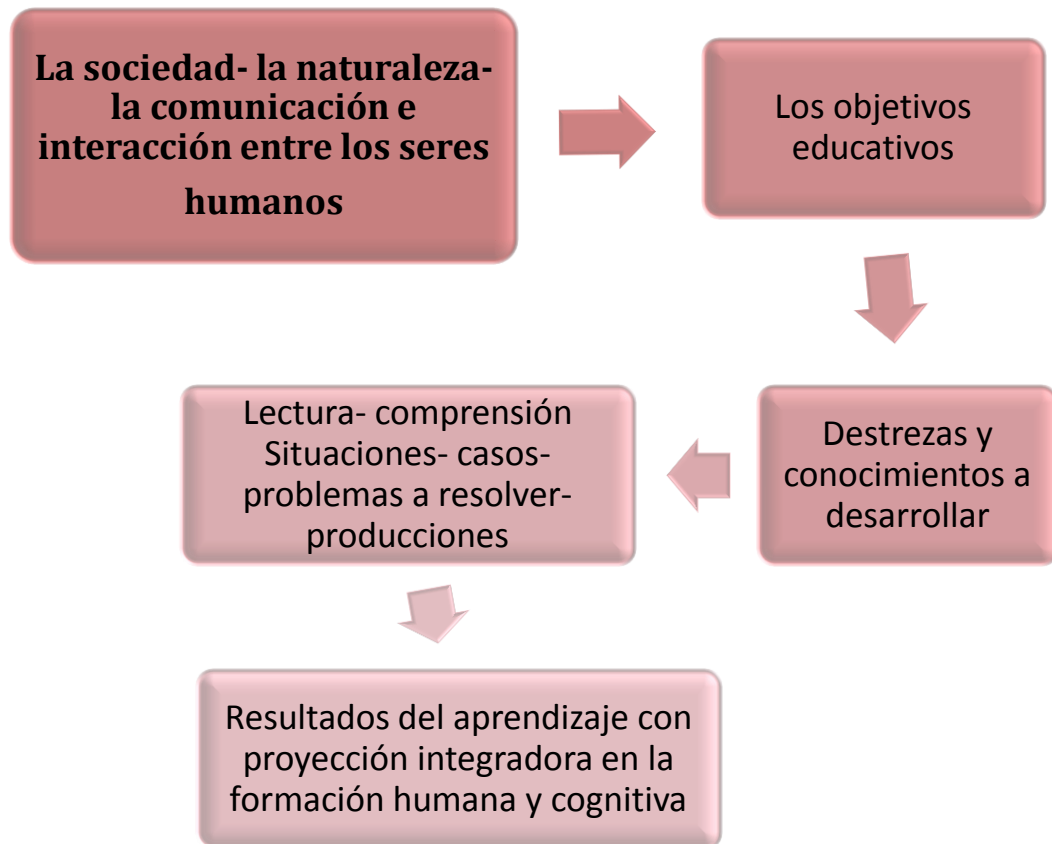 La sociedad- la naturaleza-
la comunicación e
interacción entre los seres
humanos
Los objetivos
educativos
Destrezas y
conocimientos a
desarrollar
Lectura- comprensión
Situaciones- casos-
problemas a resolver-
producciones
Resultados del aprendizaje con
proyección integradora en la
formación humana y cognitiva